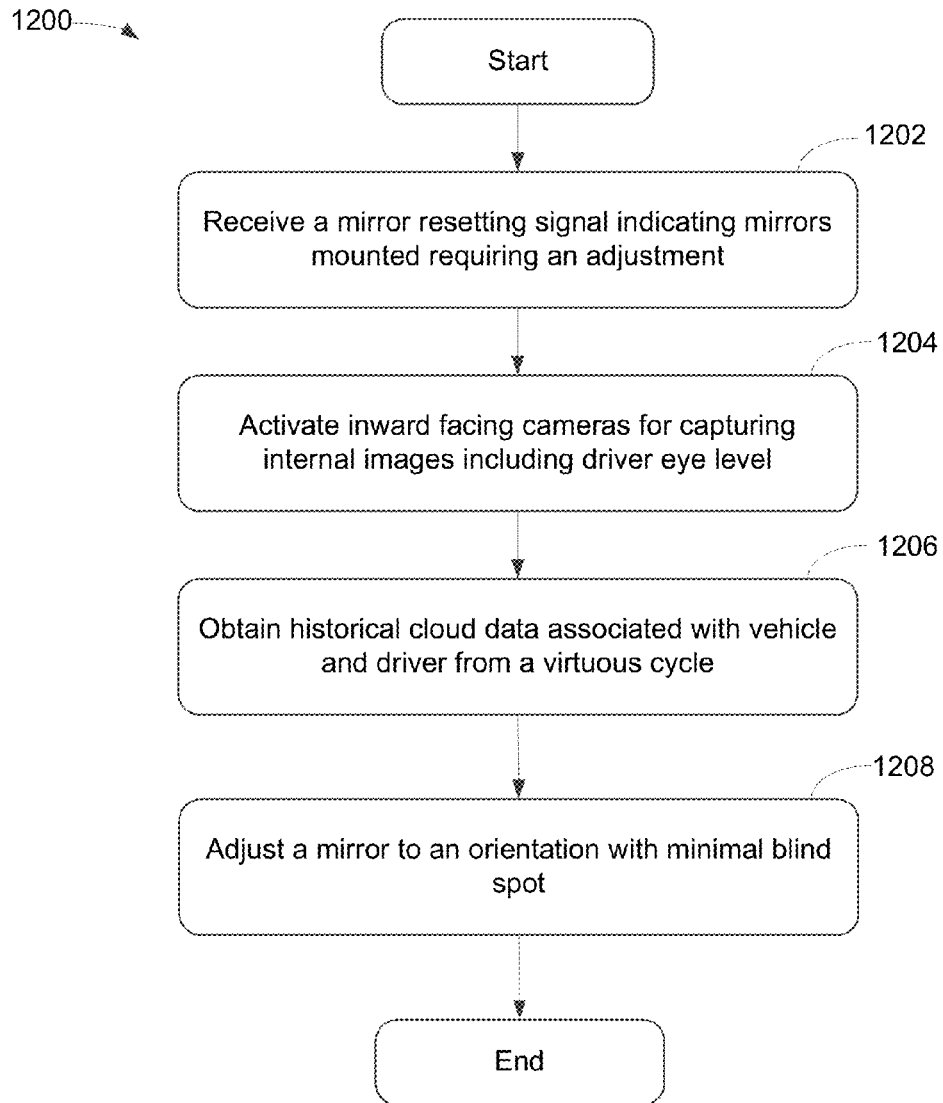 1200
Start
1202
Receive a mirror resetting signal indicating mirrors
mounted requiring an adjustment
1204
Activate inward facing cameras for capturing
internal images including driver eye level
1206
Obtain historical cloud data associated with vehicle
and driver from a virtuous cycle
1208
Adjust a mirror to an orientation with minimal blind
spot
End